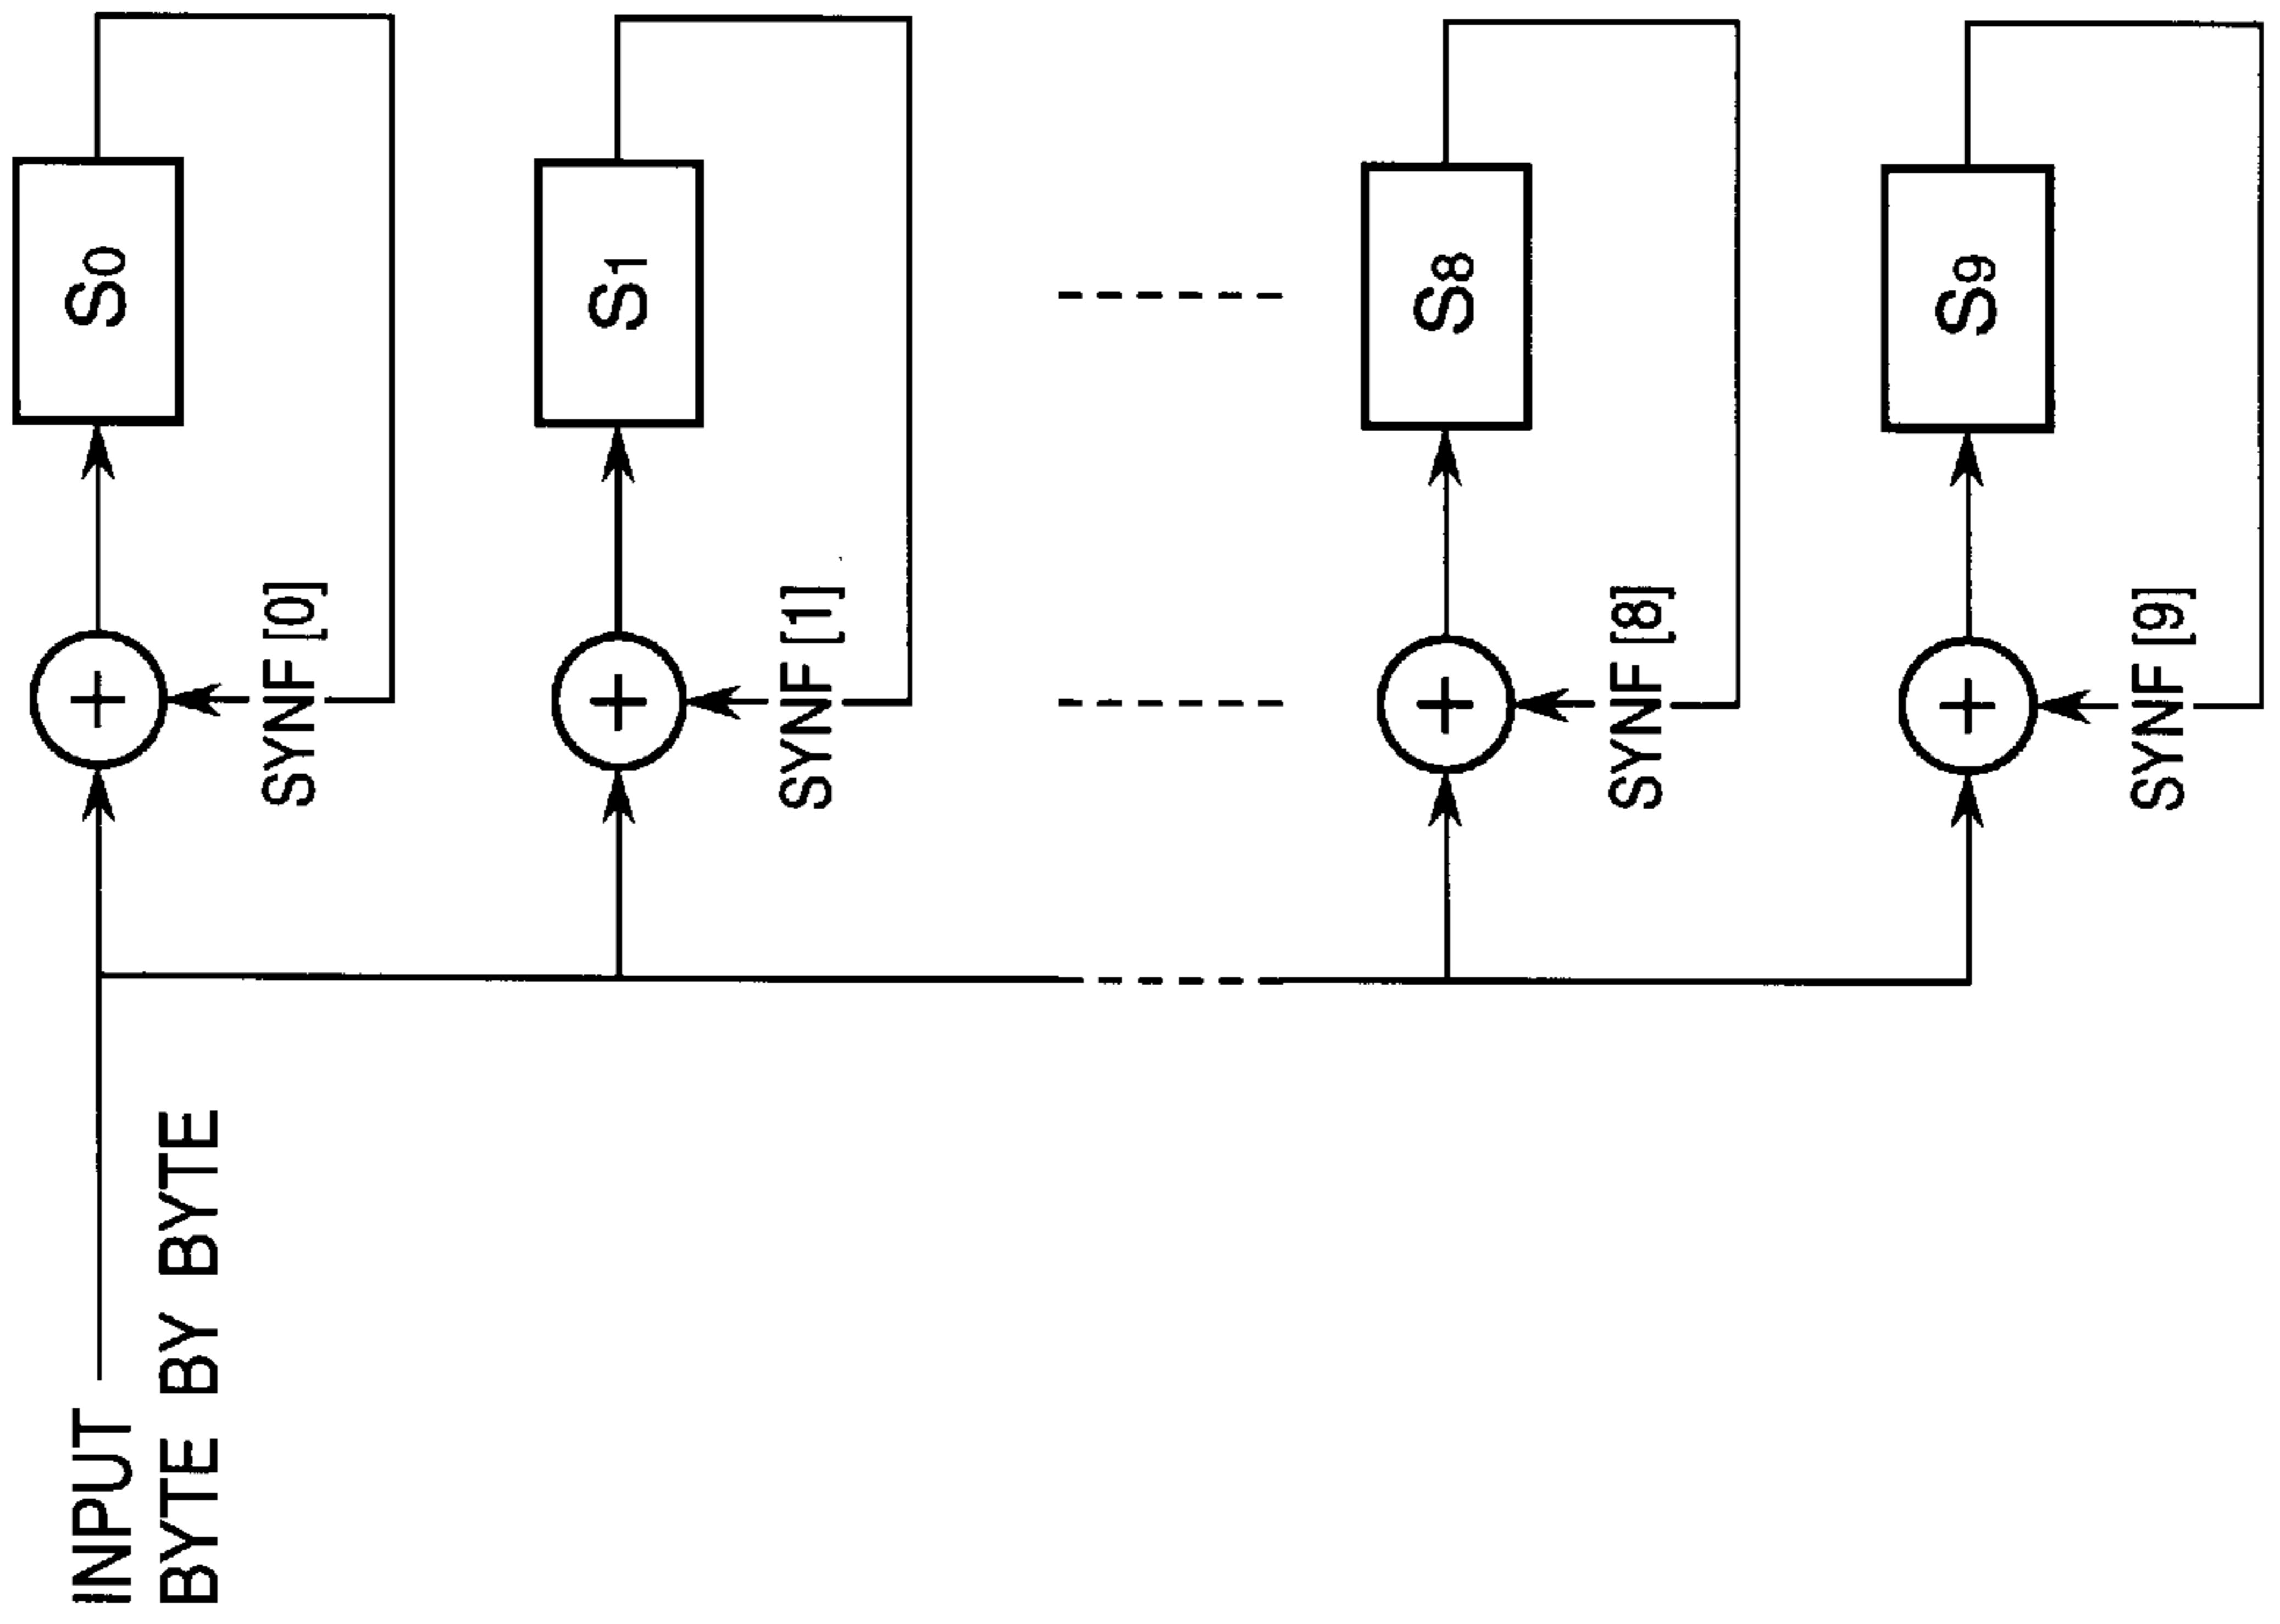 INPUT
BYTE BY BYTE
+
SYNF [0]
S0
+
SYNF [1]
S1
+
SYNF [8]
S8
+
SYNF [9]
S9